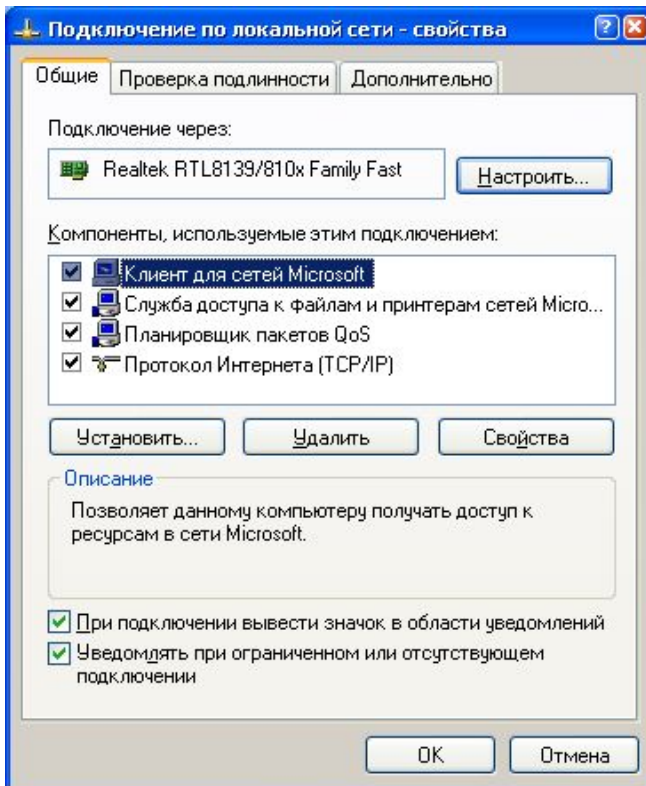 Подключение по локальной сети - свойства
Общие Проверка подлинности Дополнительно
Подключение через:
Realtek RTL8139/810x Family Fast Настроить...
Компоненты, используемые этим подключением:
Клиент для сетей Microsoft
Служба доступа к файлам и принтерам сетей Micro...
Планировщик пакетов QoS
Протокол Интернета (TCP/IP)
Установить... Удалить Свойства
Описание
Позволяет данному компьютеру получать доступ к
ресурсам в сети Microsoft.
При подключении вывести значок в области уведомлений
Уведомлять при ограниченном или отсутствующем
подключении
OK Отмена